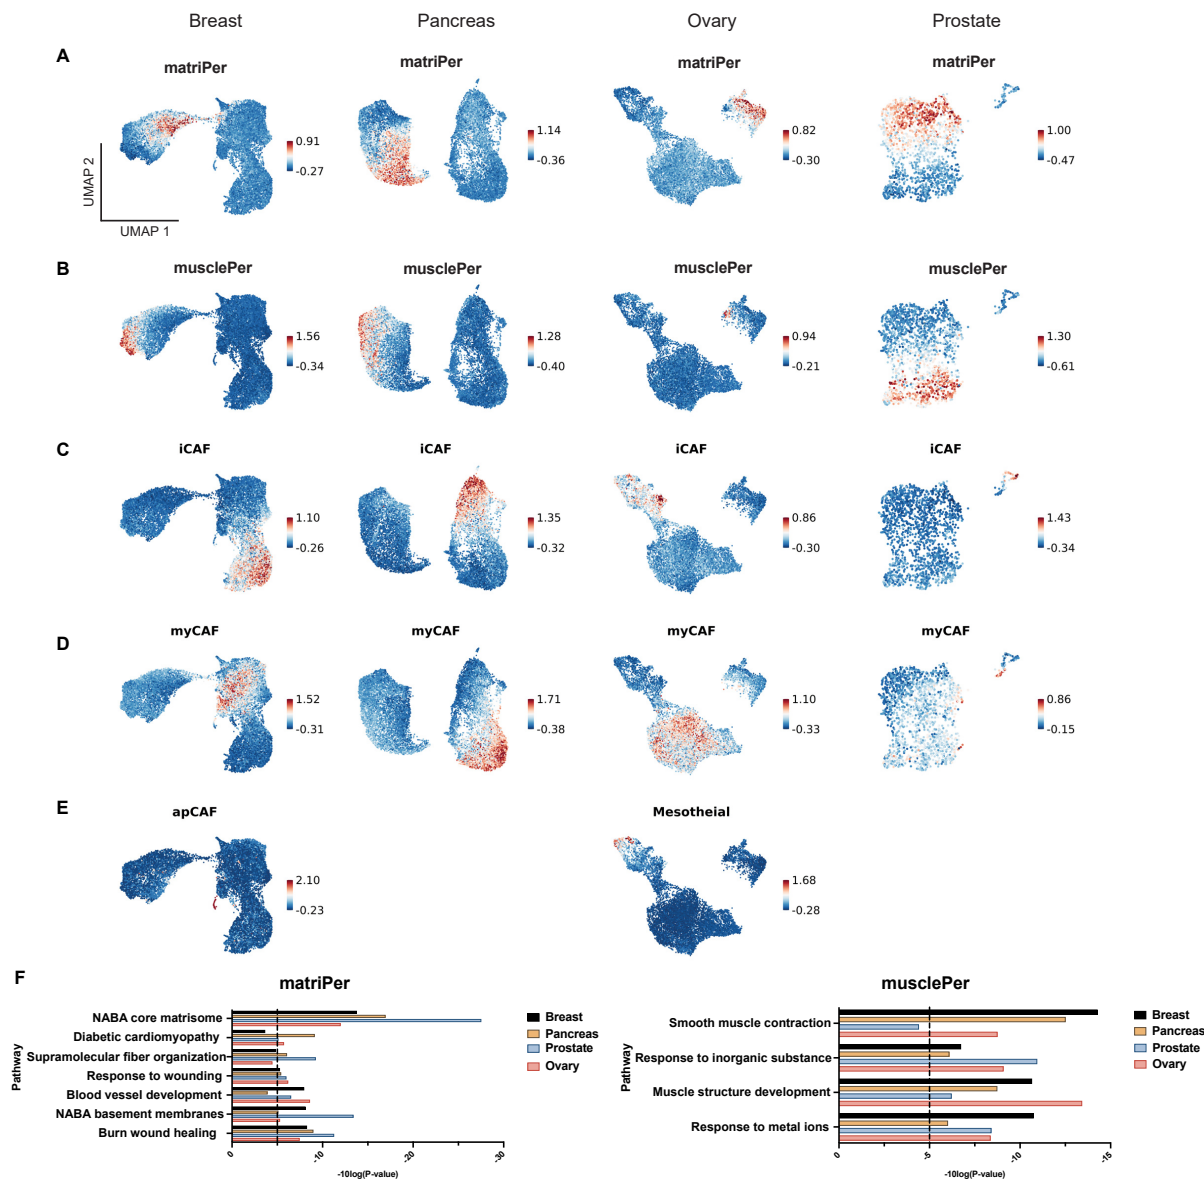 Breast Pancreas Ovary Prostate
A
matriPer matriPer matriPer matriPer
0.91 -0.27
1.14 -0.36
0.82 -0.30
1.00 -0.47
UMAP 2
UMAP 1
B
musclePer musclePer musclePer musclePer
1.56 -0.34
1.28 -0.40
0.94 -0.21
1.30 -0.61
C
iCAF iCAF iCAF iCAF
1.10 -0.26
1.35 -0.32
0.86 -0.30
1.43 -0.34
D
myCAF myCAF myCAF myCAF
1.52 -0.31
1.71 -0.38
1.10 -0.33
0.86 -0.15
E
apCAF Mesotheial
2.10 -0.23
1.68 -0.28
F
matriPer
Pathway
NABA core matrisome
Diabetic cardiomyopathy
Supramolecular fiber organization
Response to wounding
Blood vessel development
NABA basement membranes
Burn wound healing
0 -10 -20 -30
-10log(P-value)
Breast
Pancreas
Prostate
Ovary
musclePer
Pathway
Smooth muscle contraction
Response to inorganic substance
Muscle structure development
Response to metal ions
0 -5 -10 -15
-10log(P-value)
Breast
Pancreas
Prostate
Ovary